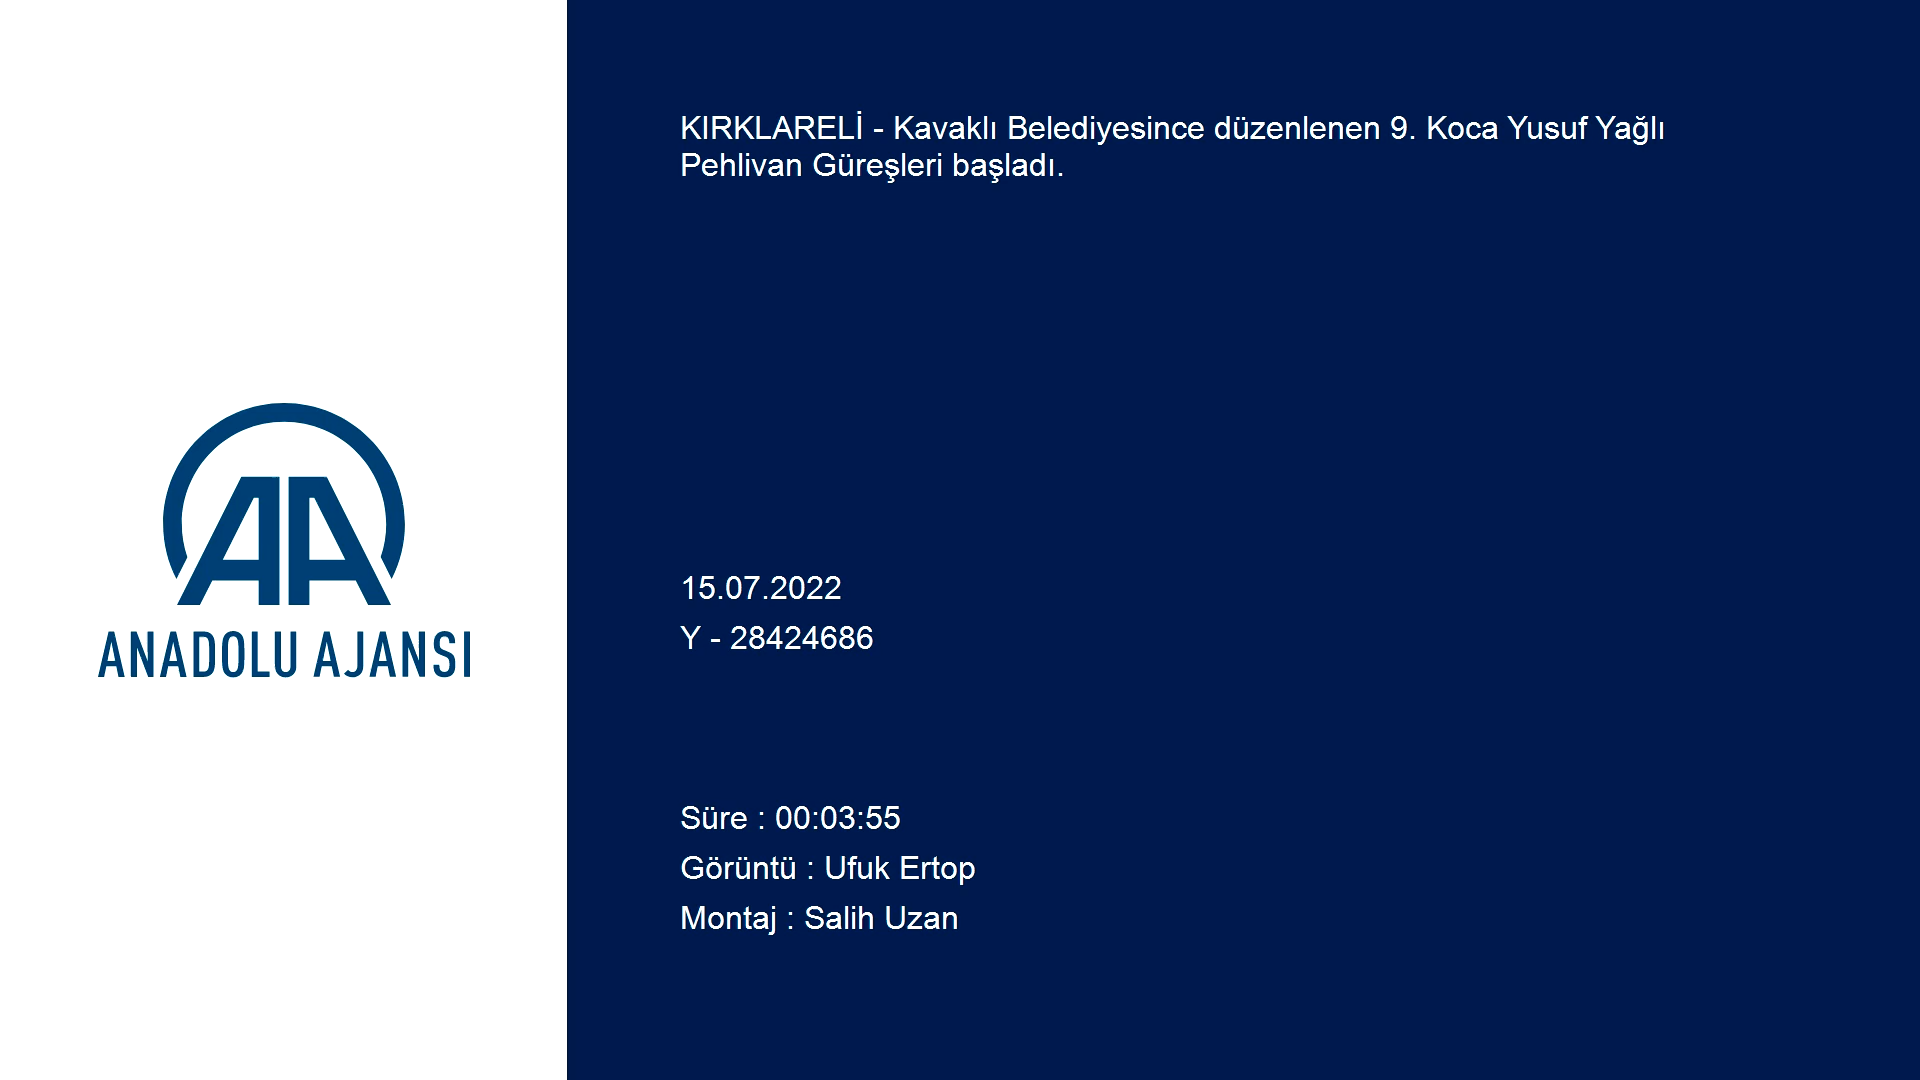 KIRKLARELİ - Kavaklı Belediyesince düzenlenen 9. Koca Yusuf Yağlı
Pehlivan Güreşleri başladı.
AA
ANADOLU AJANSI
15.07.2022
Y - 28424686
Süre : 00:03:55
Görüntü : Ufuk Ertop
Montaj : Salih Uzan